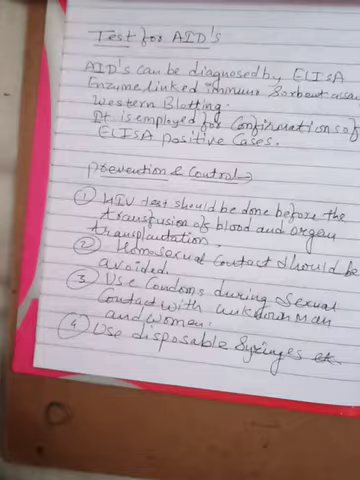 Test for AID's
AID's can be diagnosed by ELISA
Enzyme linked immuno Sorbent assa
Western Blotting.
It is employed for Confirmations of
ELISA positive Cases.
prevention & Control→
① HIV test should be done before the
transfusion of blood and organ
transplantation.
② Homosexual Contact should be
avoided.
③ Use Condoms during Sexual
Contact with unknown Man
and women.
④ Use disposable Syringes etc.